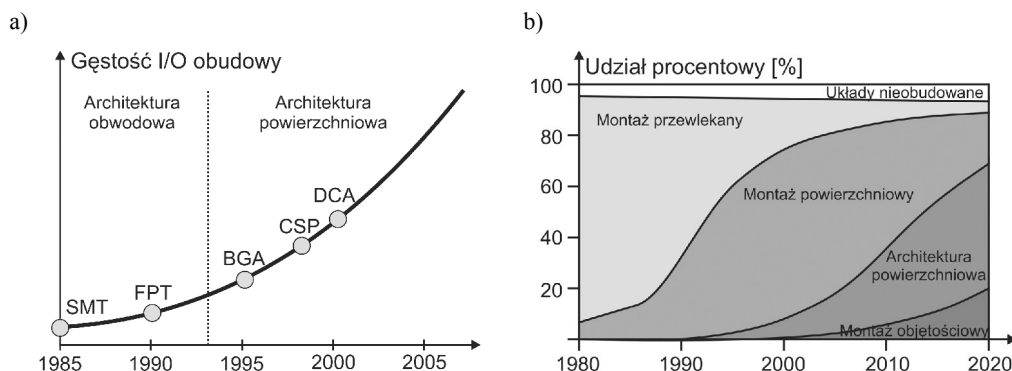 a)
Gęstość I/O obudowy
Architektura
obwodowa
Architektura
powierzchniowa
DCA
CSP
BGA
FPT
SMT
1985
1990
1995
2000
2005
b)
Udział procentowy [%]
100
80
60
40
20
Układy nieobudowane
Montaż przewlekany
Montaż powierzchniowy
Architektura
powierzchniowa
Montaż objętościowy
1980
1990
2000
2010
2020